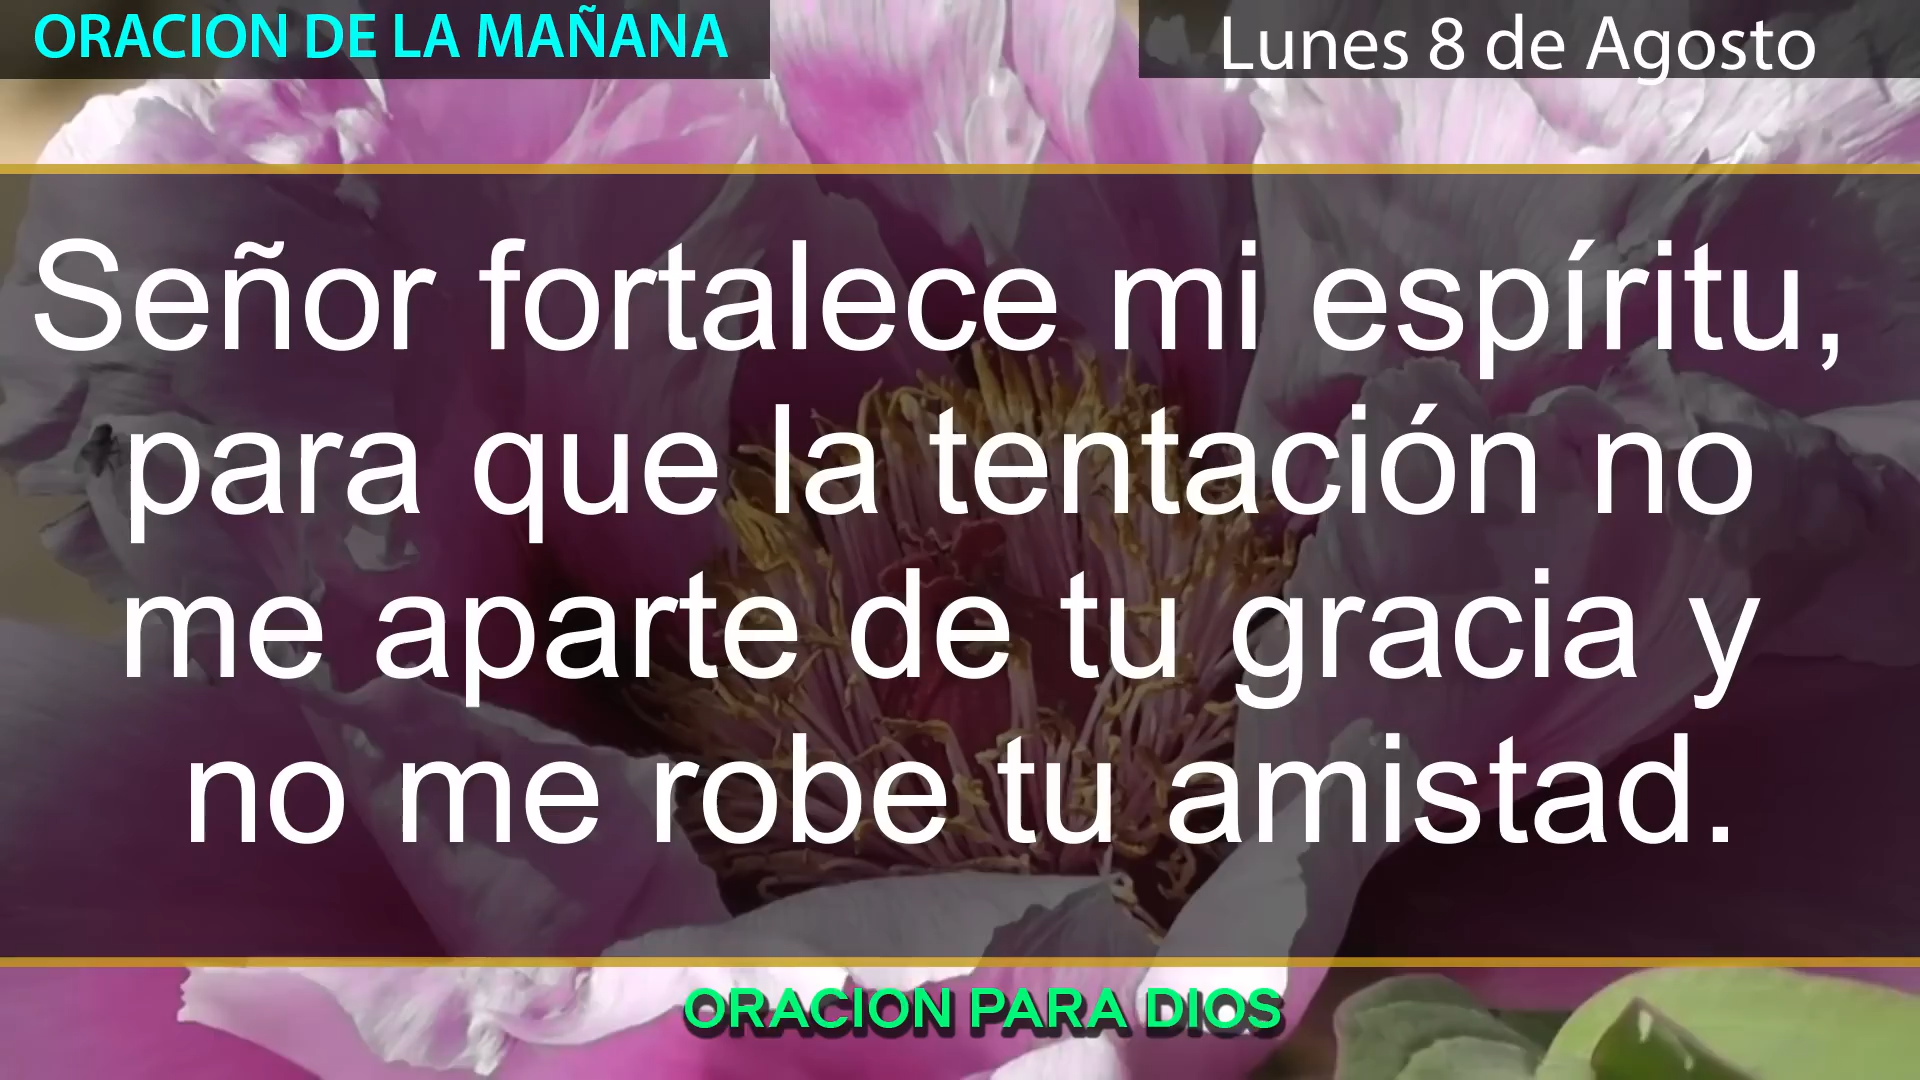 ORACION DE LA MAÑANA
Lunes 8 de Agosto
Señor fortalece mi espíritu,
para que la tentación no
me aparte de tu gracia y
no me robe tu amistad.
ORACION PARA DIOS